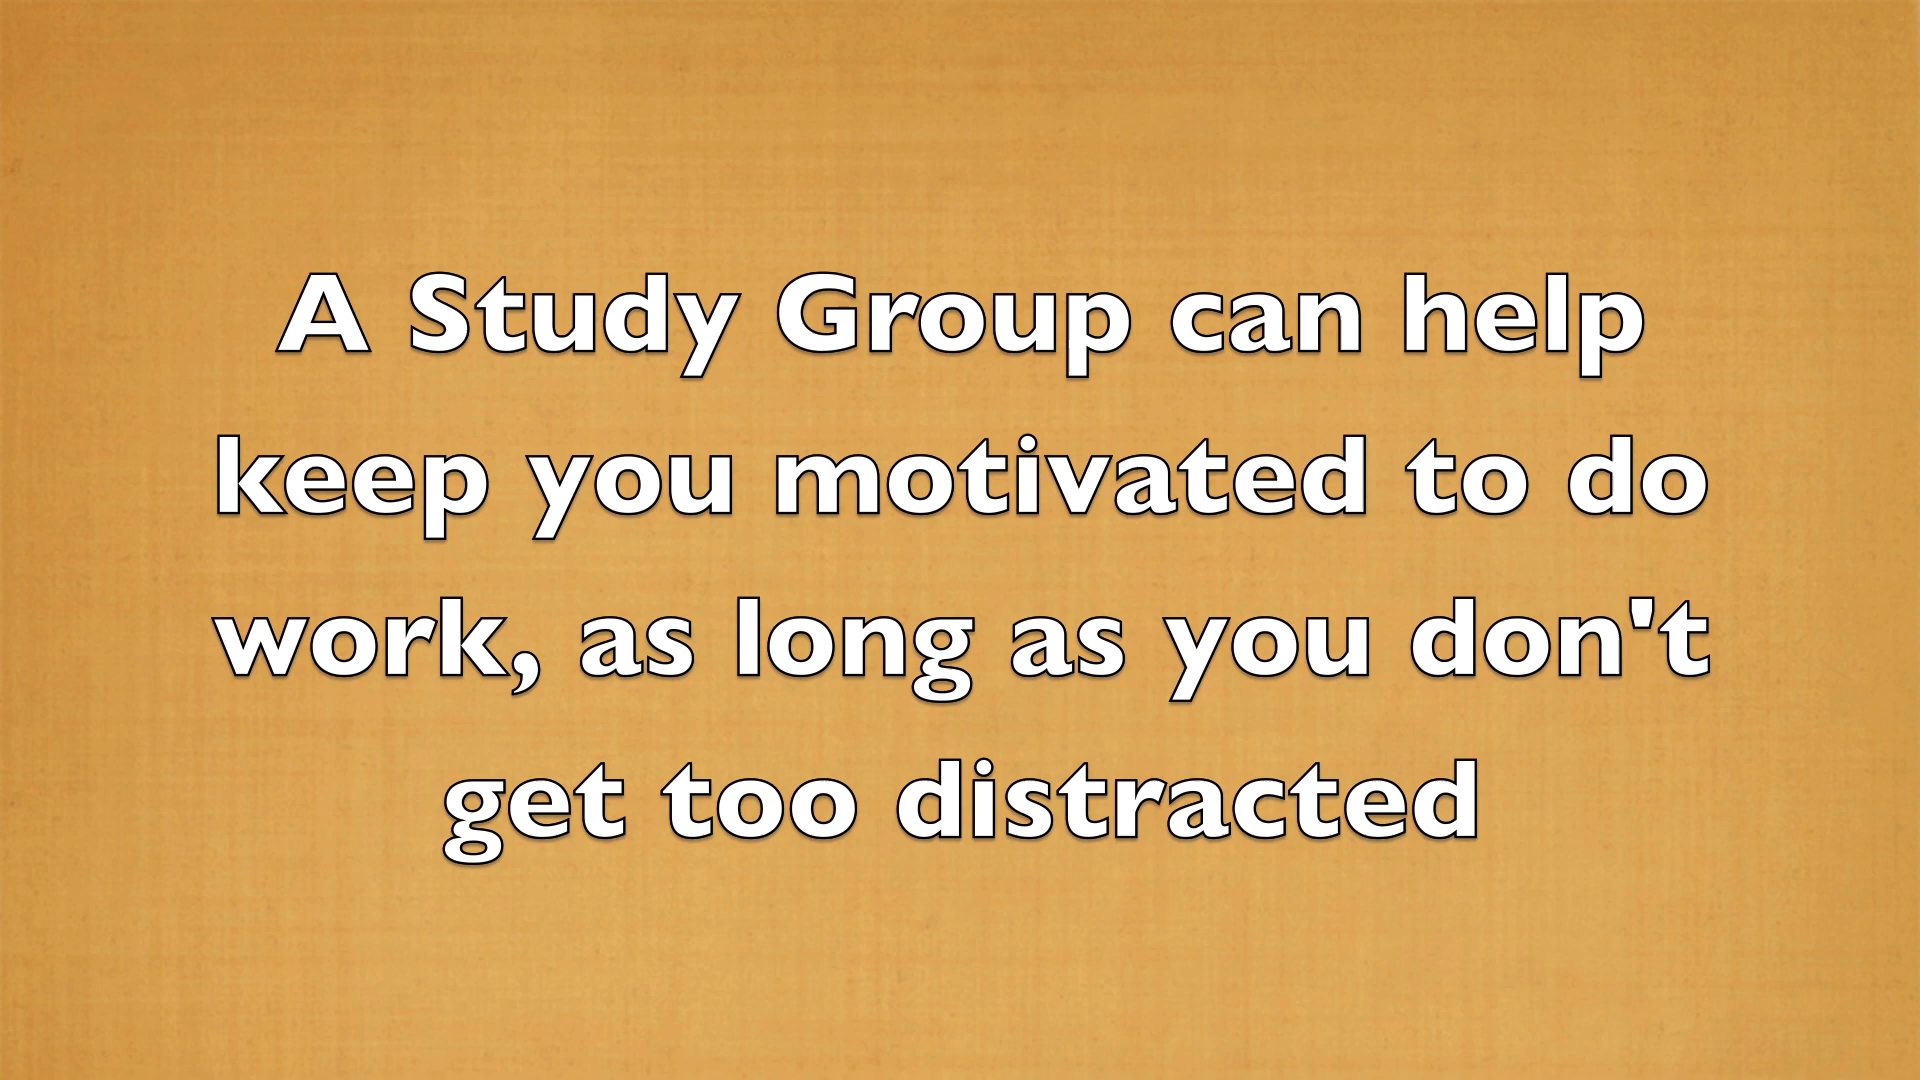 A Study Group can help
keep you motivated to do
work, as long as you don't
get too distracted